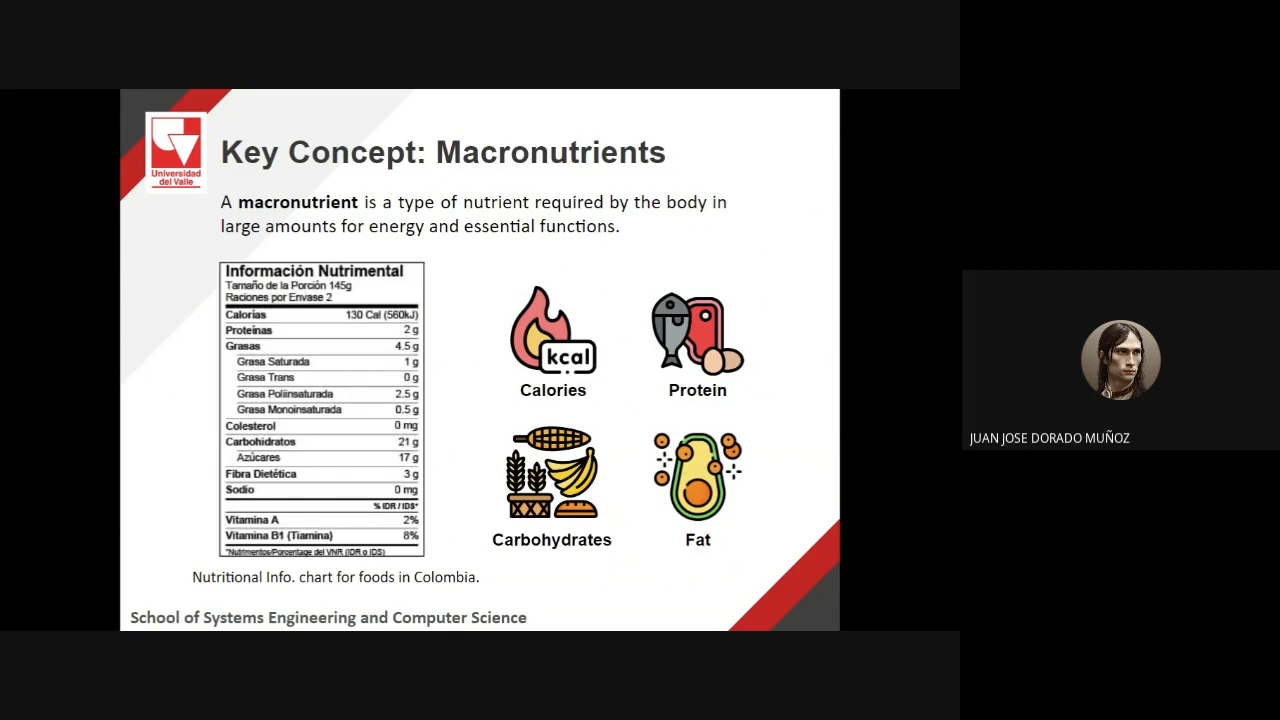 Universidad
del Valle
Key Concept: Macronutrients
A macronutrient is a type of nutrient required by the body in
large amounts for energy and essential functions.
Información Nutrimental
Tamaño de la Porción 145g
Raciones por Envase 2
Calorías 130 Cal (560kJ)
Proteínas 2 g
Grasas 4.5 g
Grasa Saturada 1 g
Grasa Trans 0 g
Grasa Poliinsaturada 2.5 g
Grasa Monoinsaturada 0.5 g
Colesterol 0 mg
Carbohidratos 21 g
Azúcares 17 g
Fibra Dietética 3 g
Sodio 0 mg
% IDR / IDS*
Vitamina A 2%
Vitamina B1 (Tiamina) 8%
*Nutrimentos/Porcentage del VNR (IDR o IDS)
Nutritional Info. chart for foods in Colombia.
kcal
Calories
Protein
Carbohydrates
Fat
School of Systems Engineering and Computer Science
JUAN JOSE DORADO MUÑOZ